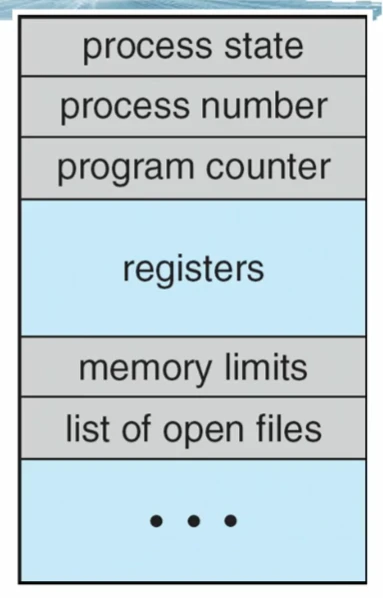 process state
process number
program counter
registers
memory limits
list of open files
• • •